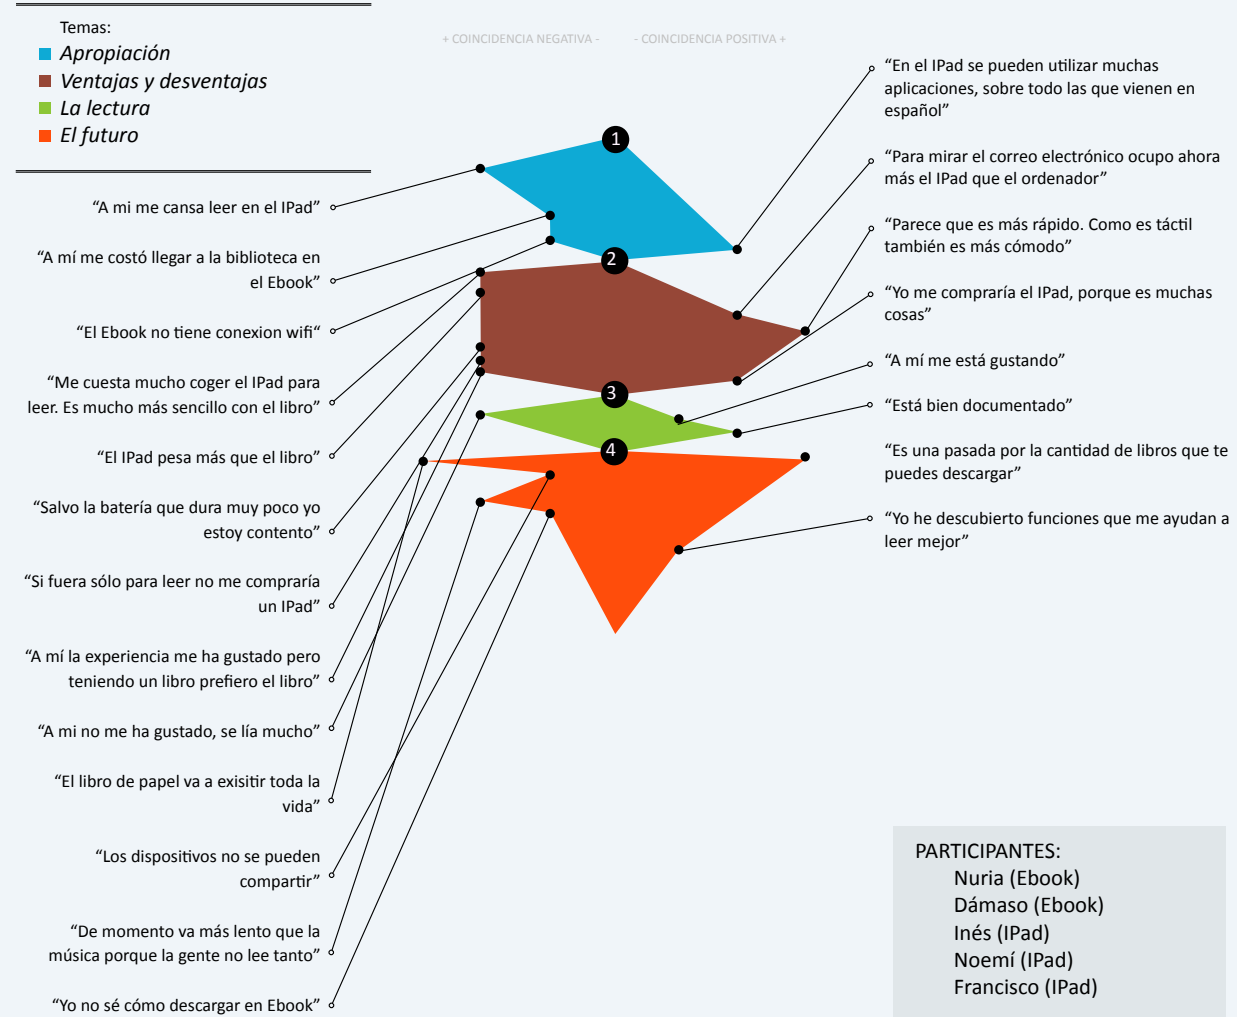 Temas:
Apropiación
Ventajas y desventajas
La lectura
El futuro
+ COINCIDENCIA NEGATIVA -
- COINCIDENCIA POSITIVA +
1
2
3
4
“A mi me cansa leer en el IPad”
“A mí me costó llegar a la biblioteca en
el Ebook”
“El Ebook no tiene conexion wifi“
“Me cuesta mucho coger el IPad para
leer. Es mucho más sencillo con el libro”
“El IPad pesa más que el libro”
“Salvo la batería que dura muy poco yo
estoy contento”
“Si fuera sólo para leer no me compraría
un IPad”
“A mí la experiencia me ha gustado pero
teniendo un libro prefiero el libro”
“A mi no me ha gustado, se lía mucho”
“El libro de papel va a exisitir toda la
vida”
“Los dispositivos no se pueden
compartir”
“De momento va más lento que la
música porque la gente no lee tanto”
“Yo no sé cómo descargar en Ebook”
“En el IPad se pueden utilizar muchas
aplicaciones, sobre todo las que vienen en
español”
“Para mirar el correo electrónico ocupo ahora
más el IPad que el ordenador”
“Parece que es más rápido. Como es táctil
también es más cómodo”
“Yo me compraría el IPad, porque es muchas
cosas”
“A mí me está gustando”
“Está bien documentado”
“Es una pasada por la cantidad de libros que te
puedes descargar”
“Yo he descubierto funciones que me ayudan a
leer mejor”
PARTICIPANTES:
Nuria (Ebook)
Dámaso (Ebook)
Inés (IPad)
Noemí (IPad)
Francisco (IPad)